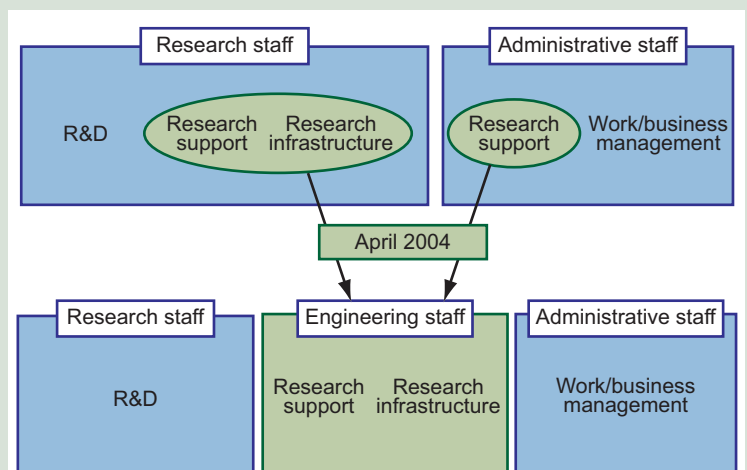 Research staff
Administrative staff
R&D
Research
support
Research
infrastructure
Research
support
Work/business
management
April 2004
Research staff
Engineering staff
Administrative staff
R&D
Research
support
Research
infrastructure
Work/business
management